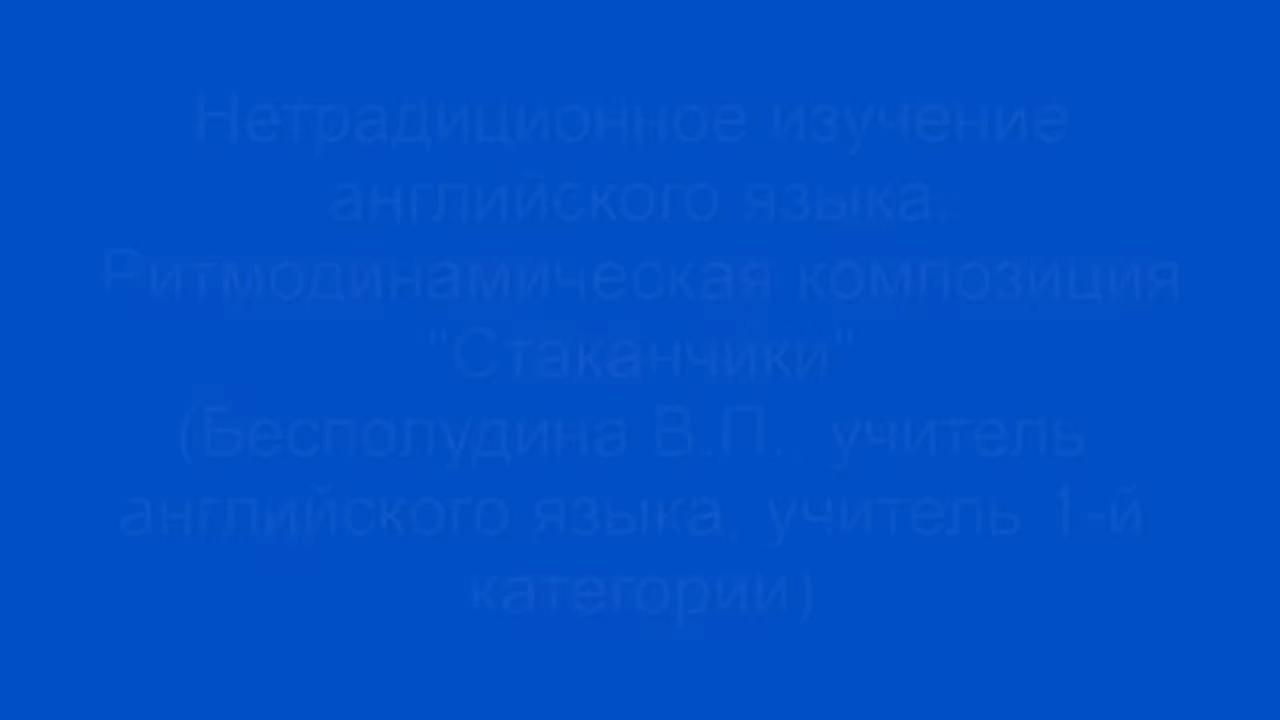 Нетрадиционное изучение
английского языка.
Ритмодинамическая композиция
"Стаканчики"
(Бесполудина В.П., учитель
английского языка, учитель 1-й
категории)